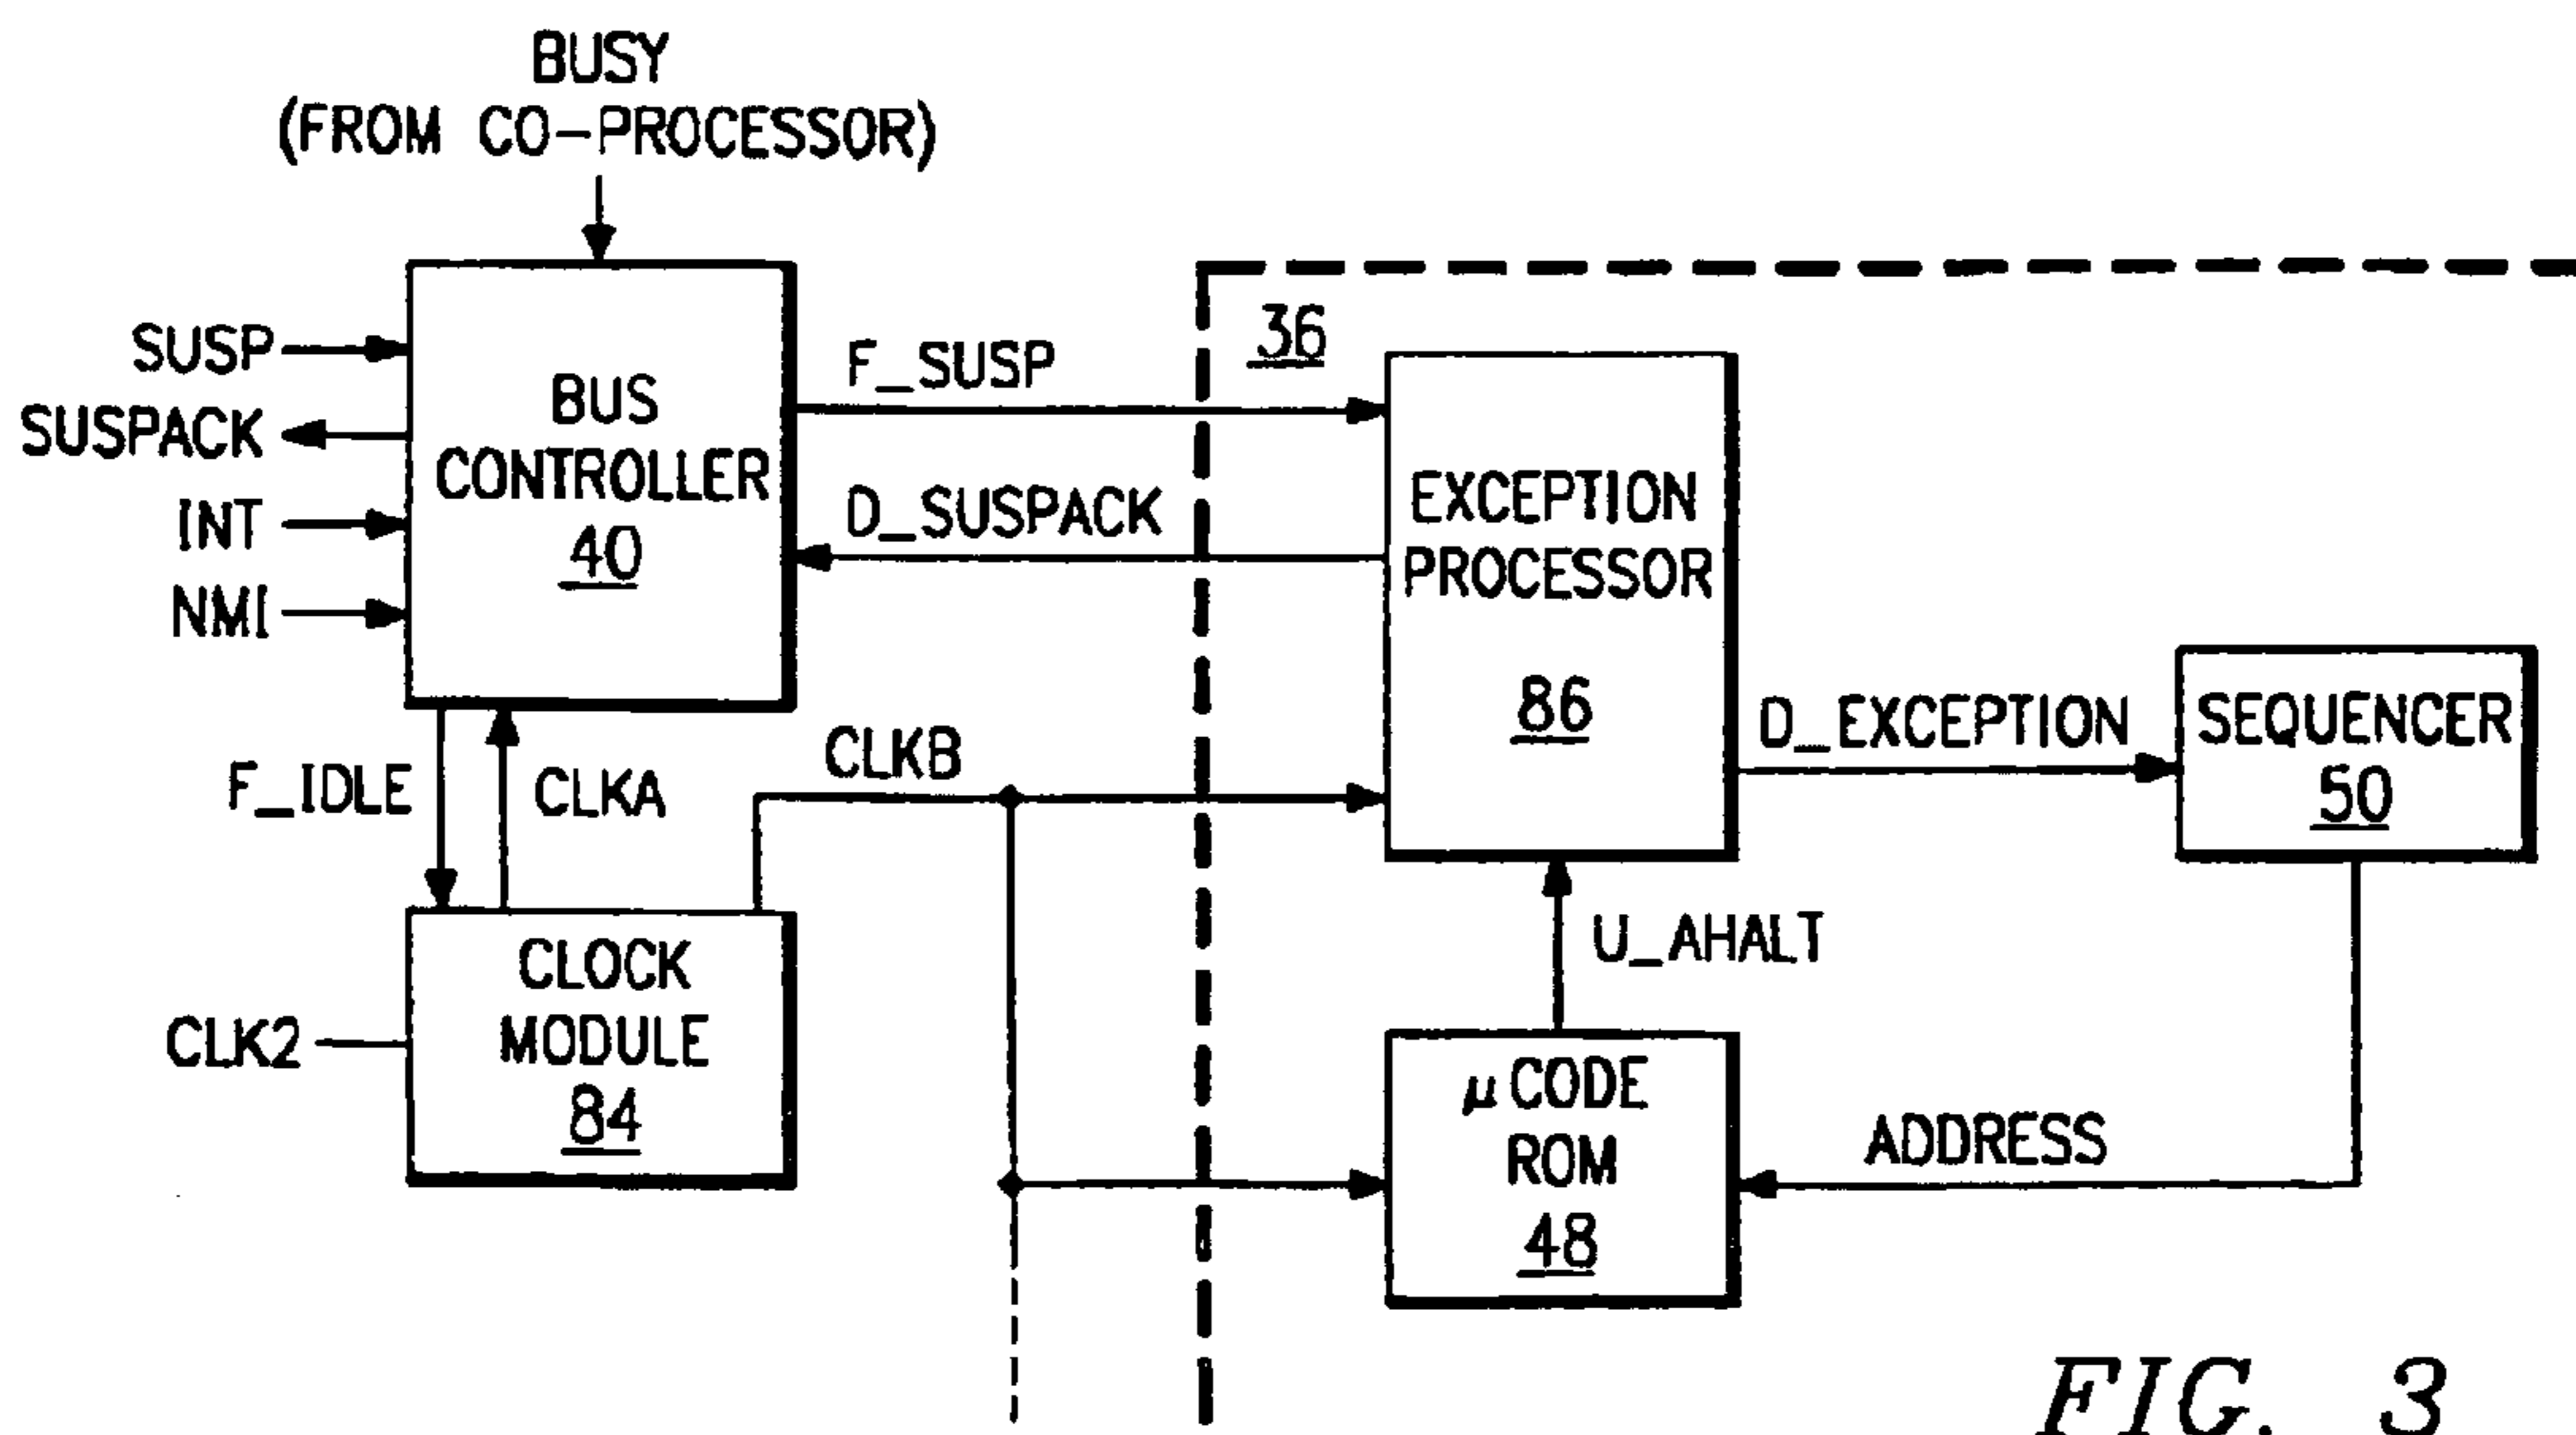 BUSY
(FROM CO-PROCESSOR)
SUSP
SUSPACK
INT
NMI
BUS
CONTROLLER
40
F_SUSP
D_SUSPACK
36
EXCEPTION
PROCESSOR
86
D_EXCEPTION
SEQUENCER
50
F_IDLE
CLKA
CLKB
CLK2
CLOCK
MODULE
84
U_AHALT
µCODE
ROM
48
ADDRESS
FIG. 3